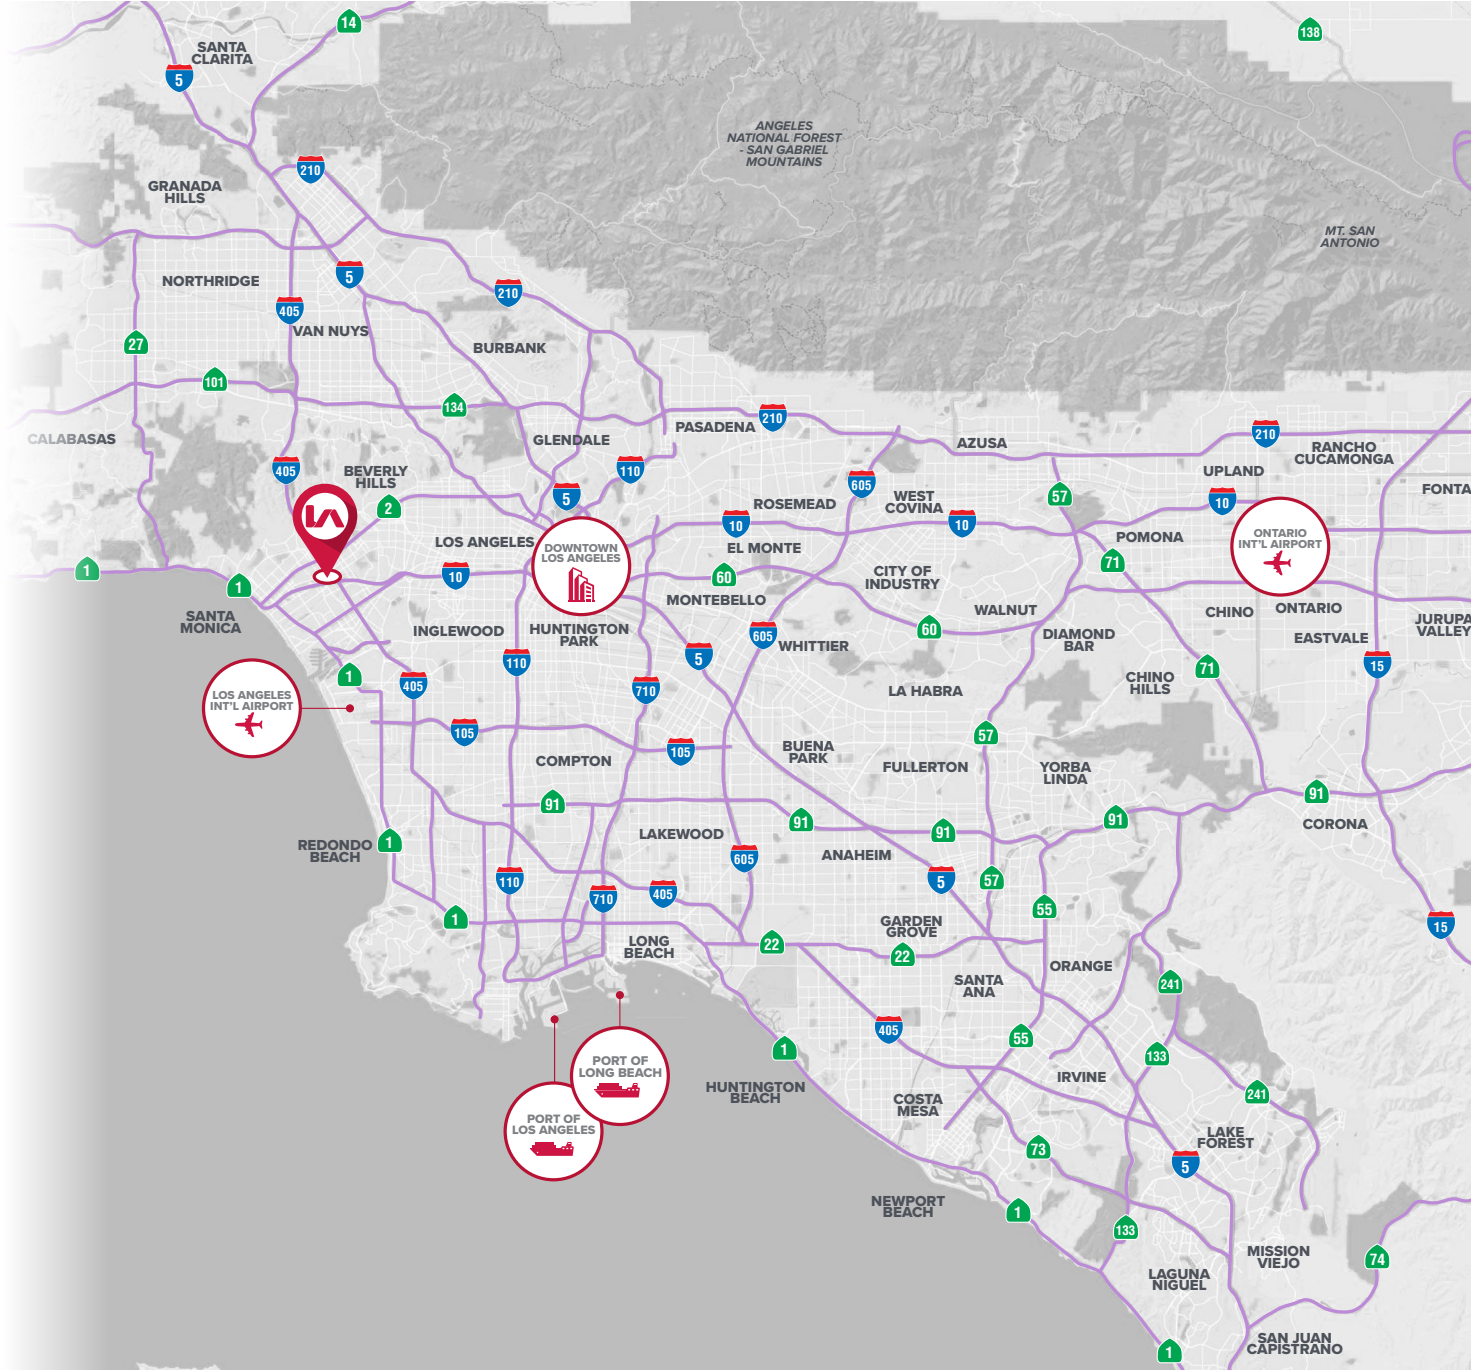 14
138
SANTA
CLARITA
5
ANGELES
NATIONAL FOREST
- SAN GABRIEL
MOUNTAINS
210
GRANADA
HILLS
MT. SAN
ANTONIO
5
NORTHRIDGE
210
405
VAN NUYS
27
BURBANK
101
134
210
PASADENA
210
CALABASAS
GLENDALE
AZUSA
RANCHO
CUCAMONGA
405
BEVERLY
HILLS
110
605
UPLAND
5
57
10
FONTA
2
ROSEMEAD
WEST
COVINA
LA
10
10
LOS ANGELES
DOWNTOWN
LOS ANGELES
EL MONTE
POMONA
ONTARIO
INT'L AIRPORT
1
1
10
60
71
CITY OF
INDUSTRY
SANTA
MONICA
MONTEBELLO
WALNUT
CHINO
ONTARIO
INGLEWOOD
HUNTINGTON
PARK
605
WHITTIER
60
DIAMOND
BAR
EASTVALE
JURUPA
VALLEY
110
5
71
15
1
405
710
LA HABRA
CHINO
HILLS
LOS ANGELES
INT'L AIRPORT
105
105
57
COMPTON
BUENA
PARK
FULLERTON
YORBA
LINDA
91
91
91
91
91
CORONA
REDONDO
BEACH
1
LAKEWOOD
605
ANAHEIM
110
710
405
5
57
1
55
15
LONG
BEACH
22
GARDEN
GROVE
22
ORANGE
SANTA
ANA
241
405
55
1
133
PORT OF
LONG BEACH
IRVINE
HUNTINGTON
BEACH
COSTA
MESA
241
PORT OF
LOS ANGELES
LAKE
FOREST
73
5
NEWPORT
BEACH
1
133
MISSION
VIEJO
74
LAGUNA
NIGUEL
SAN JUAN
CAPISTRANO
1